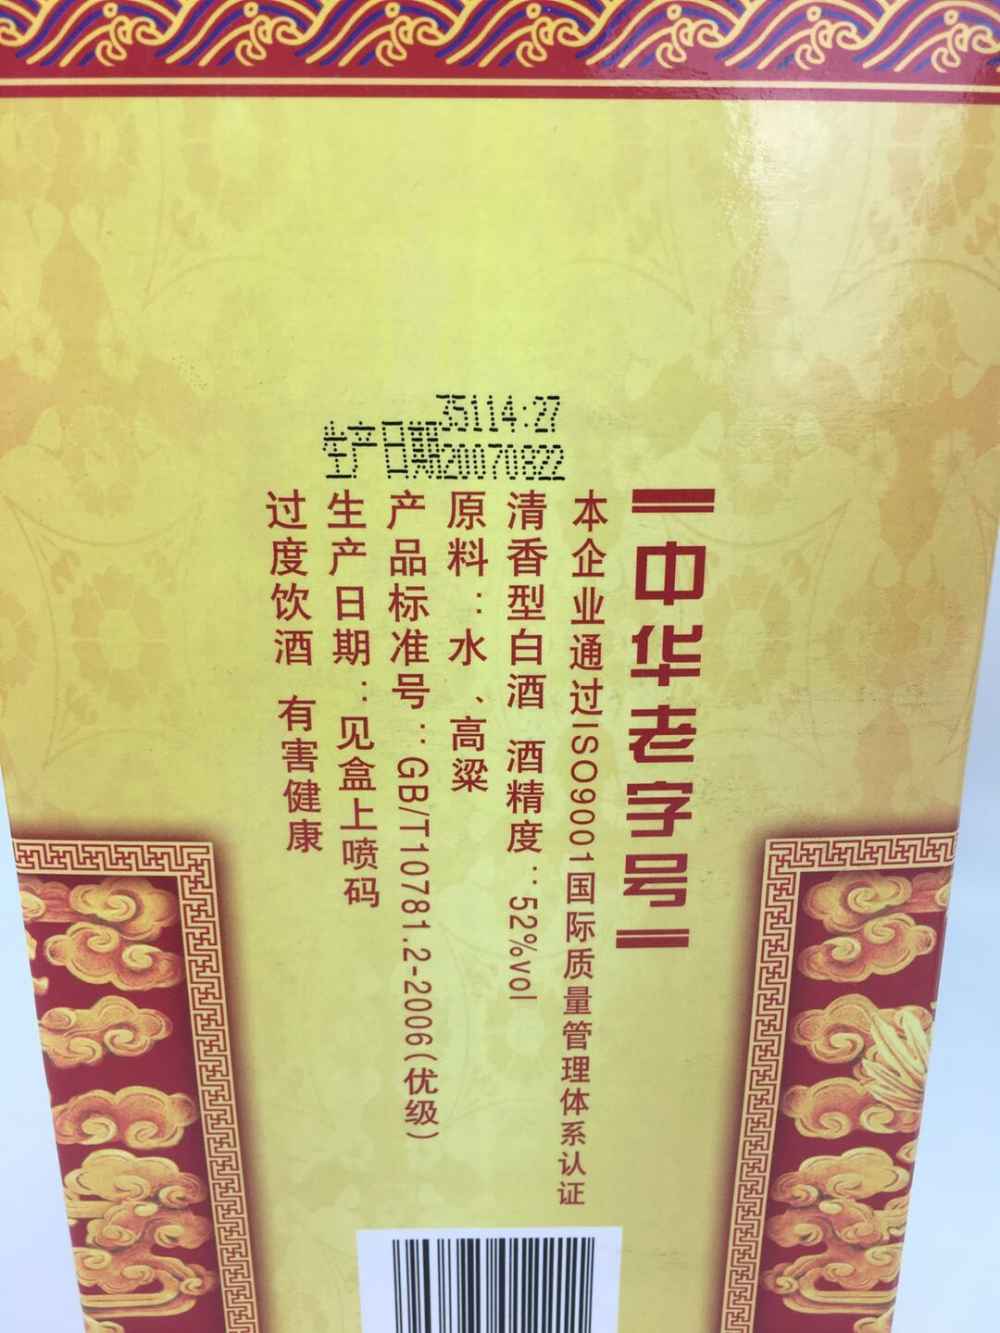 35114:27
生产日期20070822
中华老字号
本企业通过ISO9001国际质量管理体系认证
清香型白酒 酒精度：52%vol
原料：水、高粱
产品标准号：GB/T10781.2-2006(优级)
生产日期：见盒上喷码
过度饮酒 有害健康